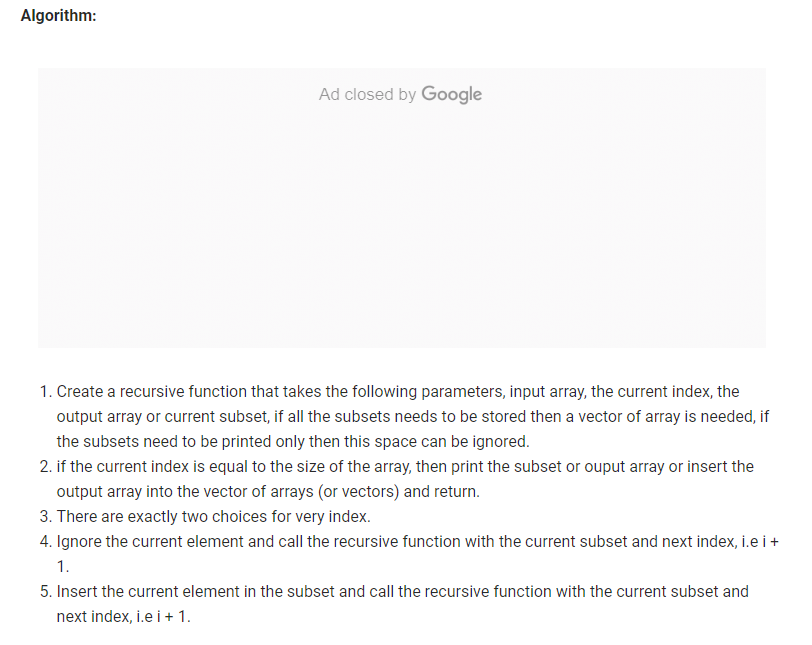 Algorithm:
Ad closed by Google
1. Create a recursive function that takes the following parameters, input array, the current index, the
output array or current subset, if all the subsets needs to be stored then a vector of array is needed, if
the subsets need to be printed only then this space can be ignored.
2. if the current index is equal to the size of the array, then print the subset or ouput array or insert the
output array into the vector of arrays (or vectors) and return.
3. There are exactly two choices for very index.
4. Ignore the current element and call the recursive function with the current subset and next index, i.e i +
1.
5. Insert the current element in the subset and call the recursive function with the current subset and
next index, i.e i + 1.